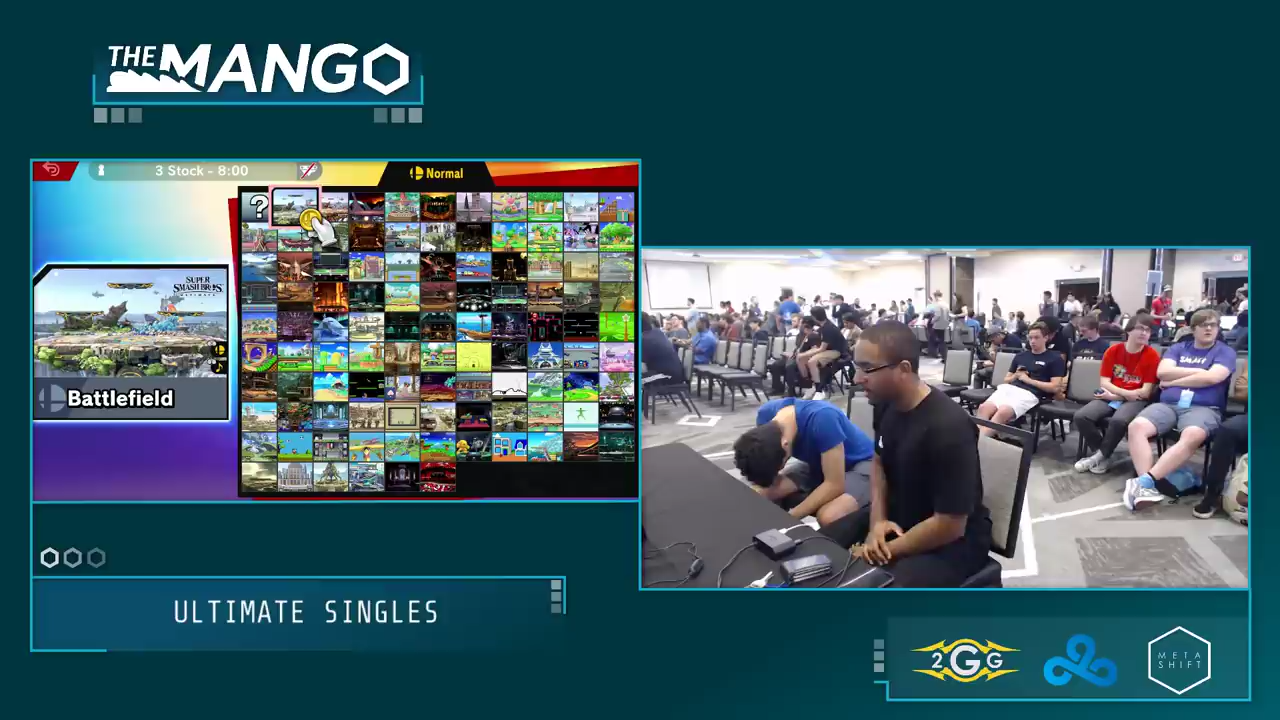 THE MANGO
3 Stock - 8:00
Normal
?
SUPER
SMASH BROS.
ULTIMATE
Battlefield
ULTIMATE SINGLES
2GG
META
SHIFT